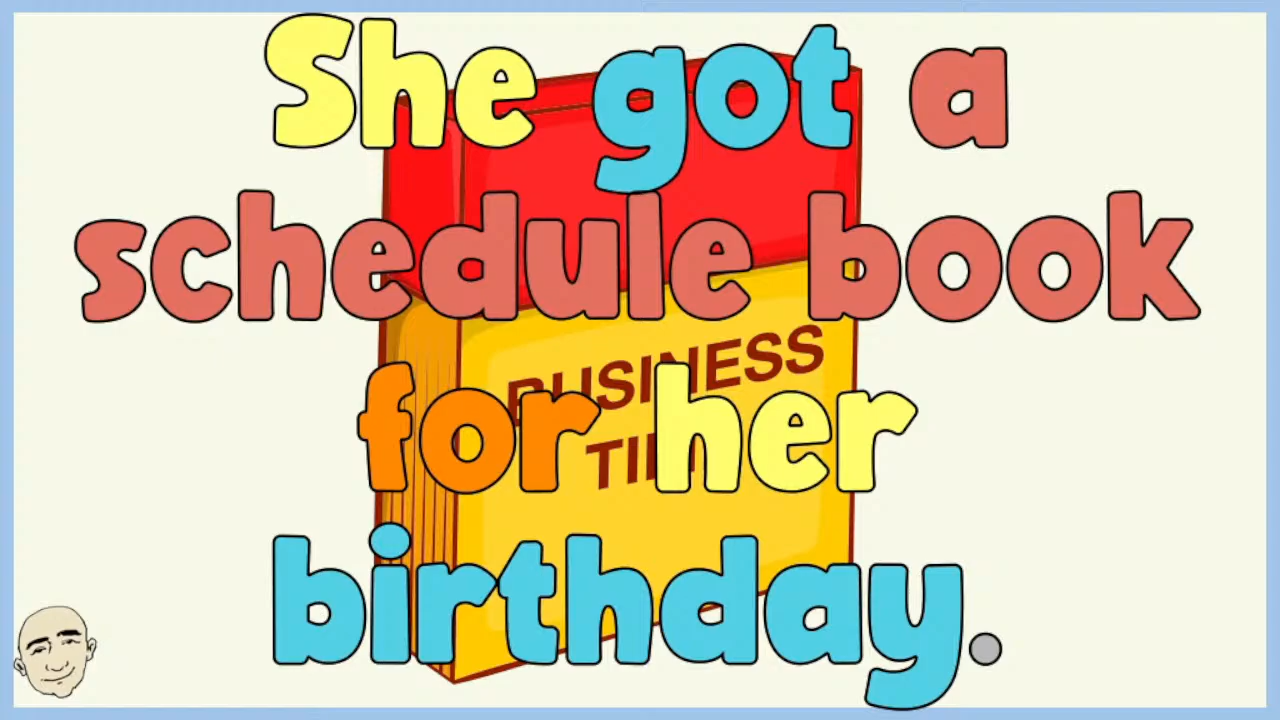 She got a
schedule book
for her
birthday.
BUSINESS